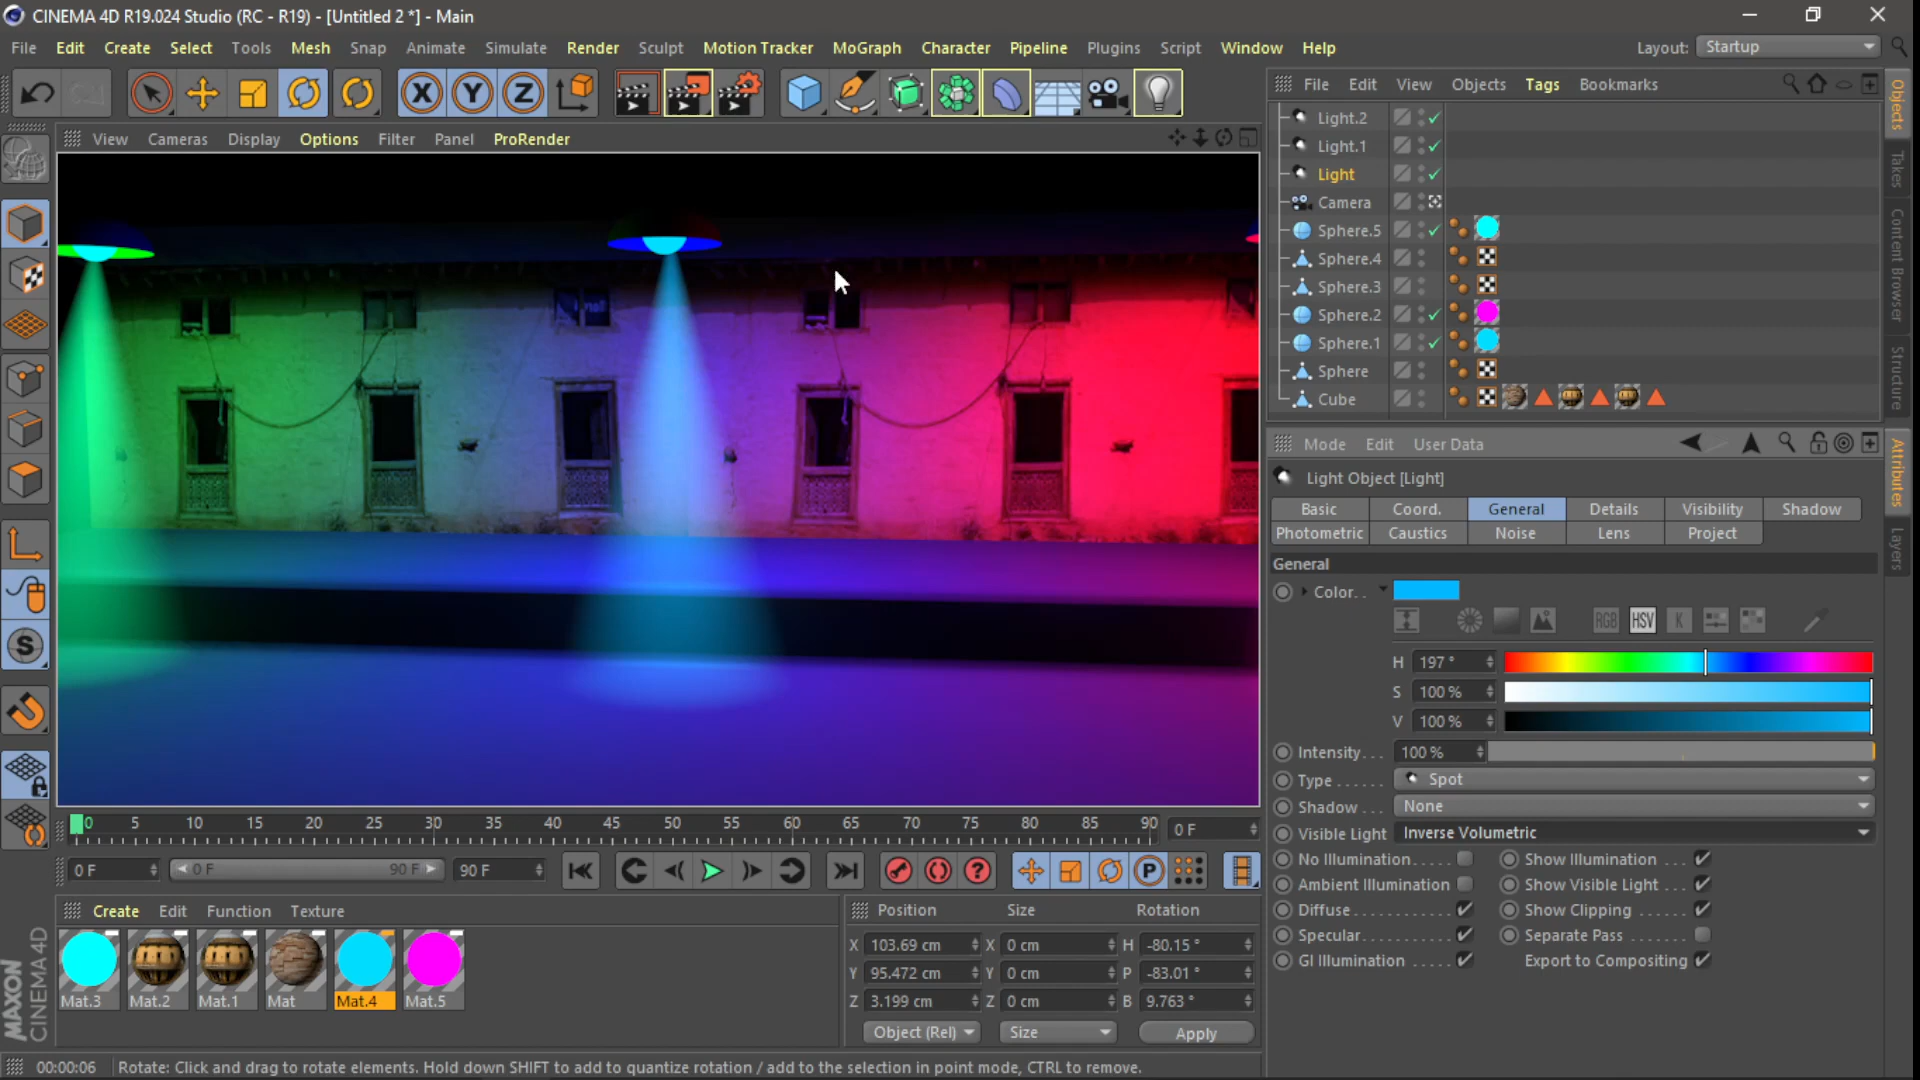 CINEMA 4D R19.024 Studio (RC - R19) - [Untitled 2 *] - Main
File Edit Create Select Tools Mesh Snap Animate Simulate Render Sculpt Motion Tracker MoGraph Character Pipeline Plugins Script Window Help Layout: Startup
X Y Z
File Edit View Objects Tags Bookmarks
View Cameras Display Options Filter Panel ProRender
Light.2
Light.1
Light
Camera
Sphere.5
Sphere.4
Sphere.3
Sphere.2
Sphere.1
Sphere
Cube
Objects
Takes
Content Browser
Structure
Mode Edit User Data
Attributes
Layers
Light Object [Light]
Basic Coord. General Details Visibility Shadow
Photometric Caustics Noise Lens Project
General
Color. .
RGB HSV K
H 197 °
S 100 %
V 100 %
Intensity. . . 100 %
Type . . . . . . Spot
Shadow . . . None
Visible Light Inverse Volumetric
No Illumination. . . . . Show Illumination . . .
Ambient Illumination Show Visible Light . . .
Diffuse. . . . . . . . . . . . Show Clipping . . . . . .
Specular. . . . . . . . . . . Separate Pass . . . . . .
GI Illumination . . . . . Export to Compositing
0 5 10 15 20 25 30 35 40 45 50 55 60 65 70 75 80 85 90 0 F
0 F 0 F 90 F 90 F ? P
Create Edit Function Texture
Mat.3 Mat.2 Mat.1 Mat Mat.4 Mat.5
Position Size Rotation
X 103.69 cm X 0 cm H -80.15 °
Y 95.472 cm Y 0 cm P -83.01 °
Z 3.199 cm Z 0 cm B 9.763 °
Object (Rel) Size Apply
MAXON
CINEMA 4D
00:00:06 Rotate: Click and drag to rotate elements. Hold down SHIFT to add to quantize rotation / add to the selection in point mode, CTRL to remove.